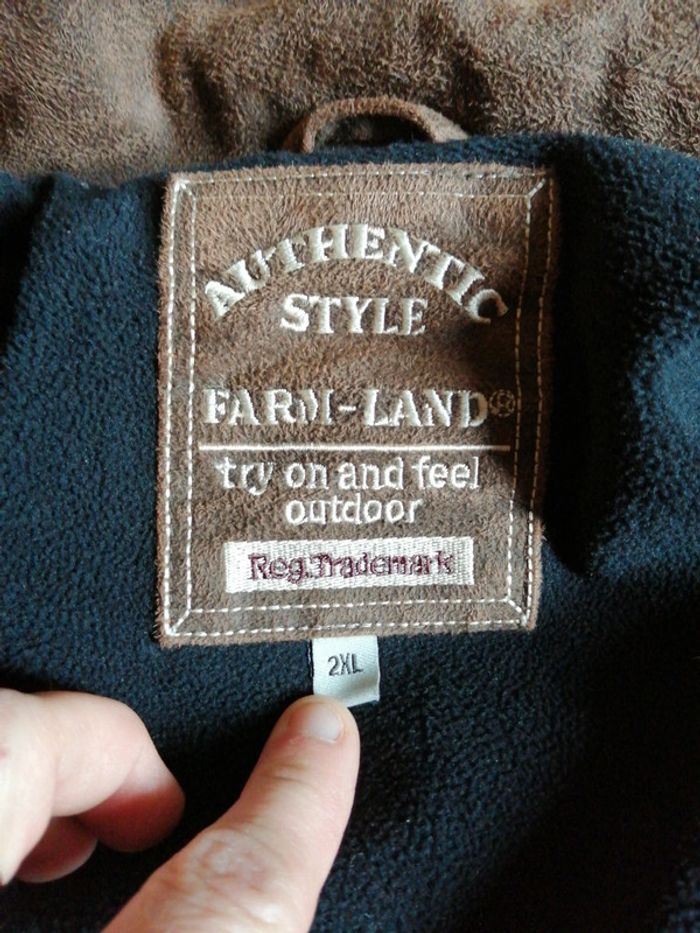 AUTHENTIC
STYLE
FARM-LAND®
try on and feel
outdoor
Reg.Trademark
2XL